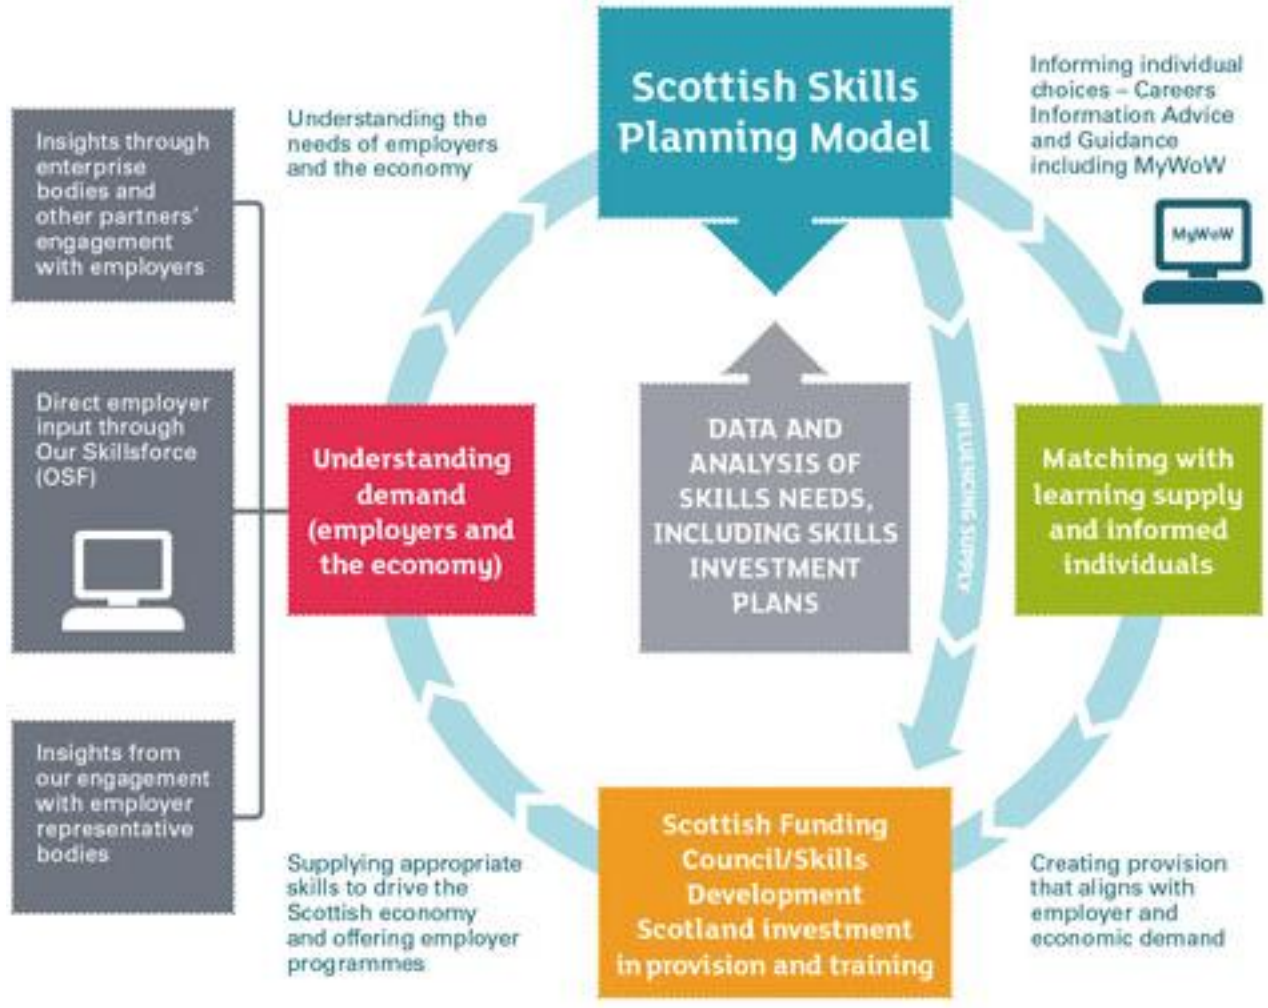 Scottish Skills
Planning Model
Informing individual
choices – Careers
Information Advice
and Guidance
including MyWoW
MyWoW
Understanding the
needs of employers
and the economy
Insights through
enterprise
bodies and
other partners’
engagement
with employers
Direct employer
input through
Our Skillsforce
(OSF)
Insights from
our engagement
with employer
representative
bodies
Understanding
demand
(employers and
the economy)
DATA AND
ANALYSIS OF
SKILLS NEEDS,
INCLUDING SKILLS
INVESTMENT
PLANS
INFLUENCING SUPPLY
Matching with
learning supply
and informed
individuals
Supplying appropriate
skills to drive the
Scottish economy
and offering employer
programmes
Scottish Funding
Council/Skills
Development
Scotland investment
in provision and training
Creating provision
that aligns with
employer and
economic demand